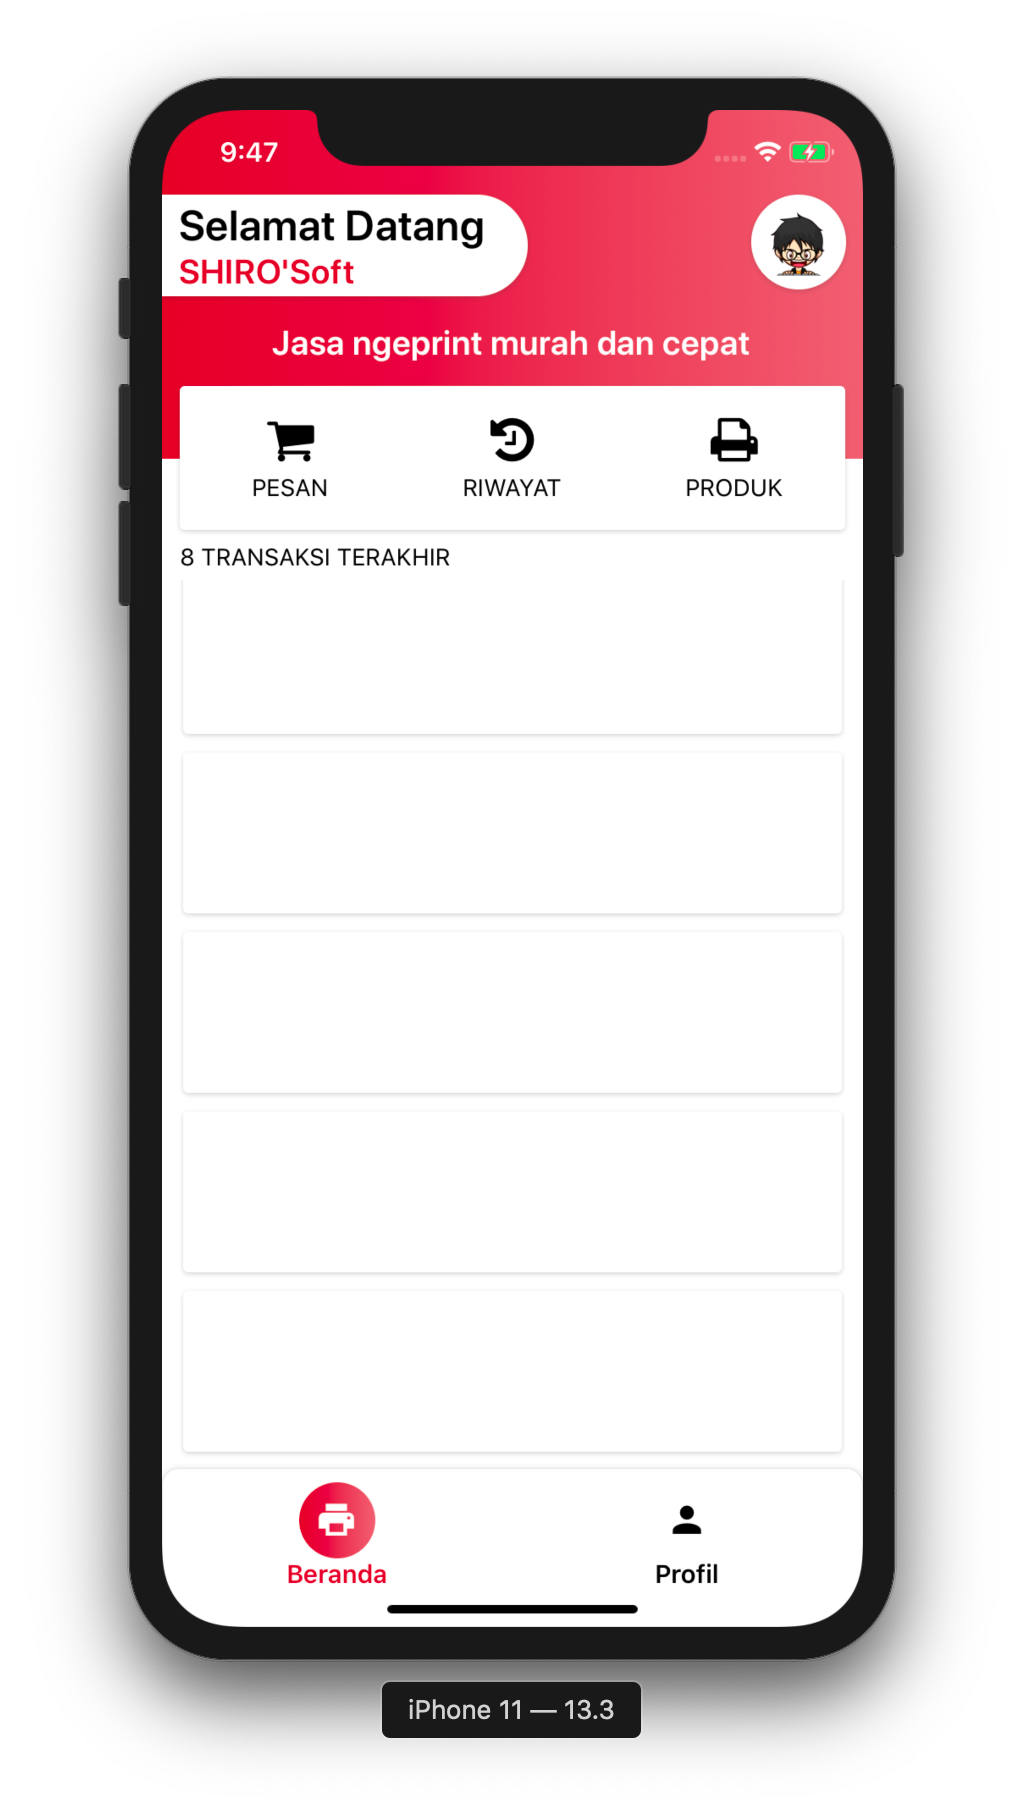 9:47
Selamat Datang
SHIRO'Soft
Jasa ngeprint murah dan cepat
PESAN RIWAYAT PRODUK
8 TRANSAKSI TERAKHIR
Beranda Profil
iPhone 11 — 13.3